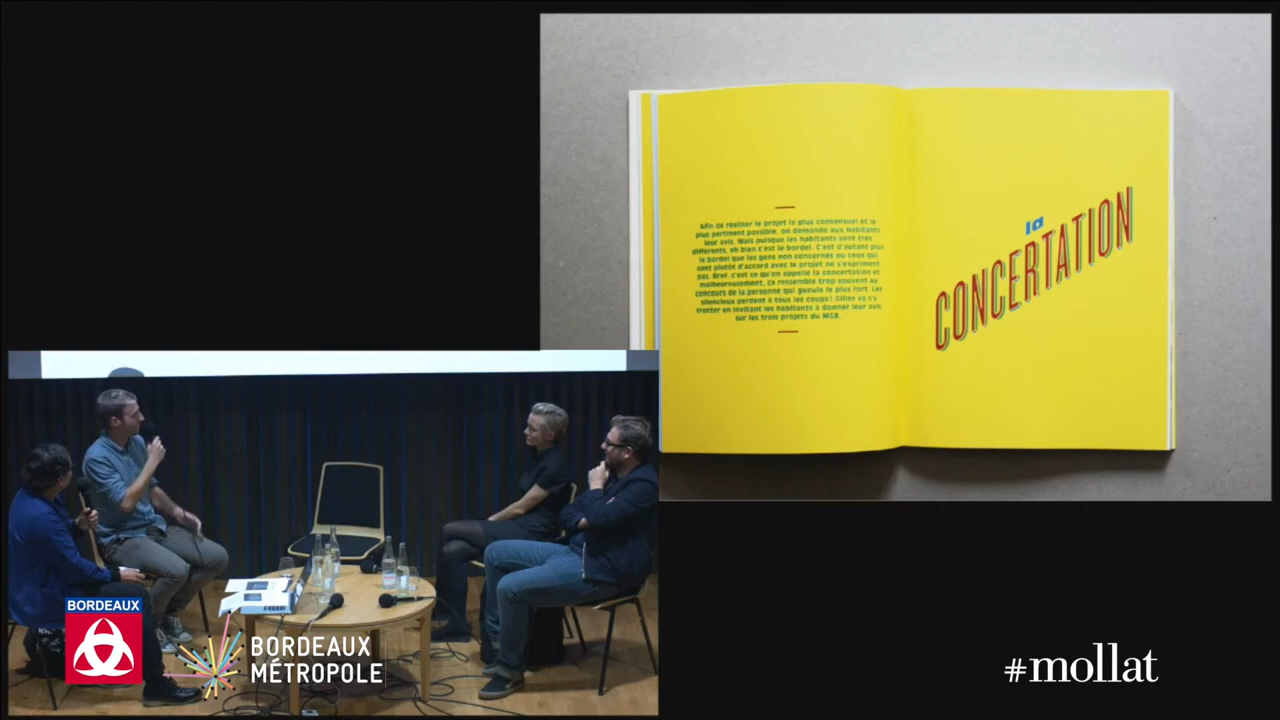 Afin de réaliser le projet le plus consensuel et le
plus pertinent possible, on demande aux habitants
leur avis. Mais puisque les habitants sont très
différents, eh bien c'est le bordel. C'est d'autant plus
le bordel que les gens non concernés ou ceux qui
sont plutôt d'accord avec le projet ne s'expriment
pas. Bref, c'est ce qu'on appelle la concertation et
malheureusement, ça ressemble trop souvent au
concours de la personne qui gueule le plus fort. Les
silencieux perdent à tous les coups ! Gilles va s'y
frotter en invitant les habitants à donner leur avis
sur les trois projets du MGB.
la
CONCERTATION
BORDEAUX
BORDEAUX
MÉTROPOLE
#mollat